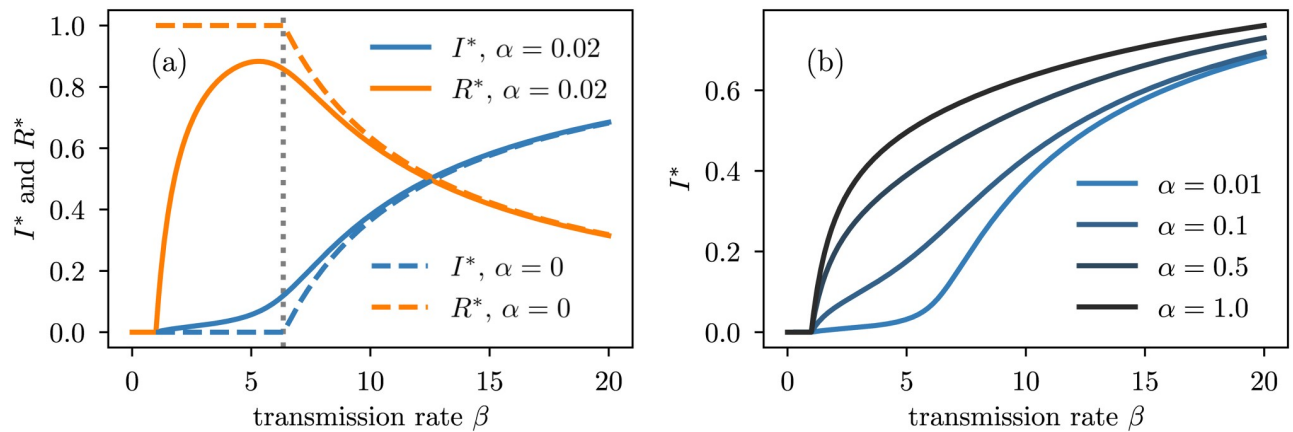 (a)
I*, α = 0.02
R*, α = 0.02
I*, α = 0
R*, α = 0
1.0
0.8
0.6
0.4
0.2
0.0
I* and R*
0 5 10 15 20
transmission rate β
(b)
α = 0.01
α = 0.1
α = 0.5
α = 1.0
0.6
0.4
0.2
0.0
I*
0 5 10 15 20
transmission rate β